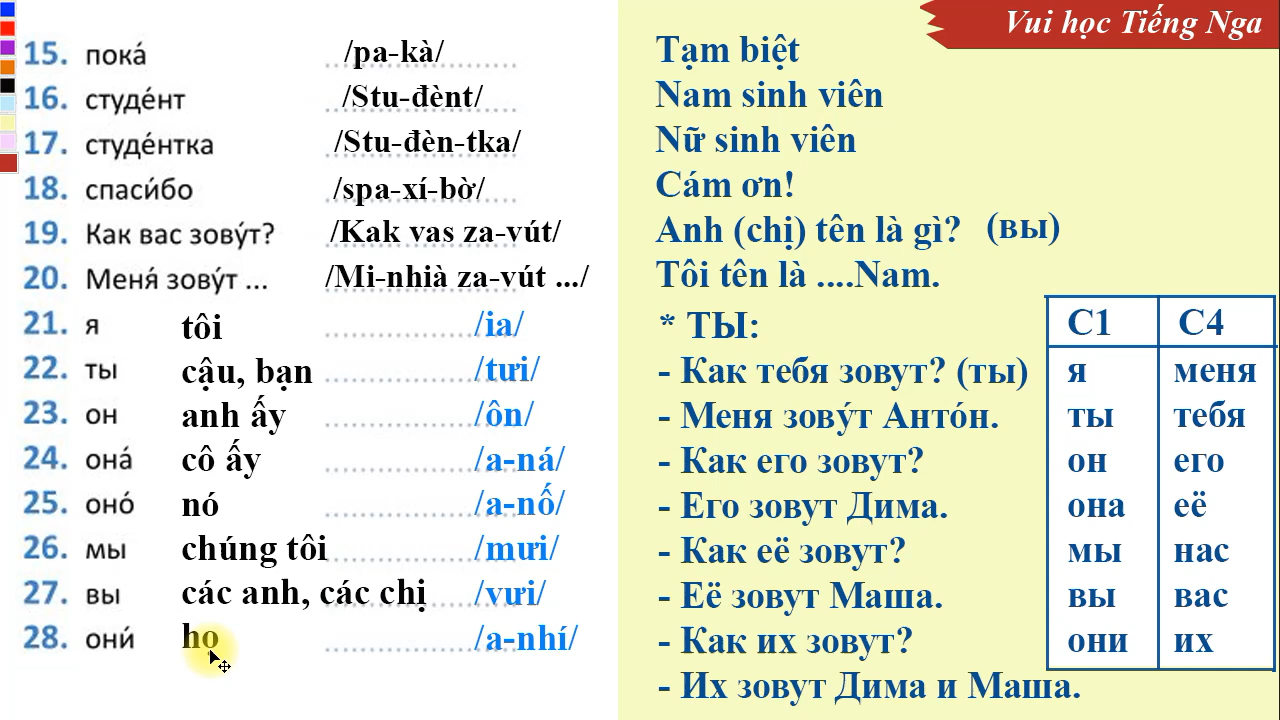 Vui học Tiếng Nga
15. пока́ /pa-kà/ Tạm biệt
16. студе́нт /Stu-đènt/ Nam sinh viên
17. студе́нтка /Stu-đèn-tka/ Nữ sinh viên
18. спаси́бо /spa-xí-bờ/ Cám ơn!
19. Как вас зову́т? /Kak vas za-vút/ Anh (chị) tên là gì? (вы)
20. Меня́ зову́т ... /Mi-nhià za-vút .../ Tôi tên là ....Nam.
21. я tôi /ia/
22. ты cậu, bạn /tưi/
23. он anh ấy /ôn/
24. она́ cô ấy /a-ná/
25. оно́ nó /a-nố/
26. мы chúng tôi /mưi/
27. вы các anh, các chị /vưi/
28. они́ họ /a-nhí/
* ТЫ:
- Как тебя зовут? (ты)
- Меня зову́т Анто́н.
- Как его зовут?
- Его зовут Дима.
- Как её зовут?
- Её зовут Маша.
- Как их зовут?
- Их зовут Дима и Маша.
С1 С4
я меня
ты тебя
он его
она её
мы нас
вы вас
они их